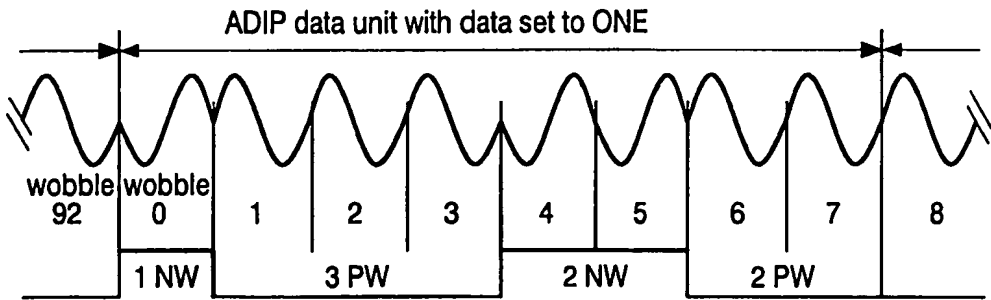 ADIP data unit with data set to ONE
wobble wobble
92 0 1 2 3 4 5 6 7 8
1 NW 3 PW 2 NW 2 PW